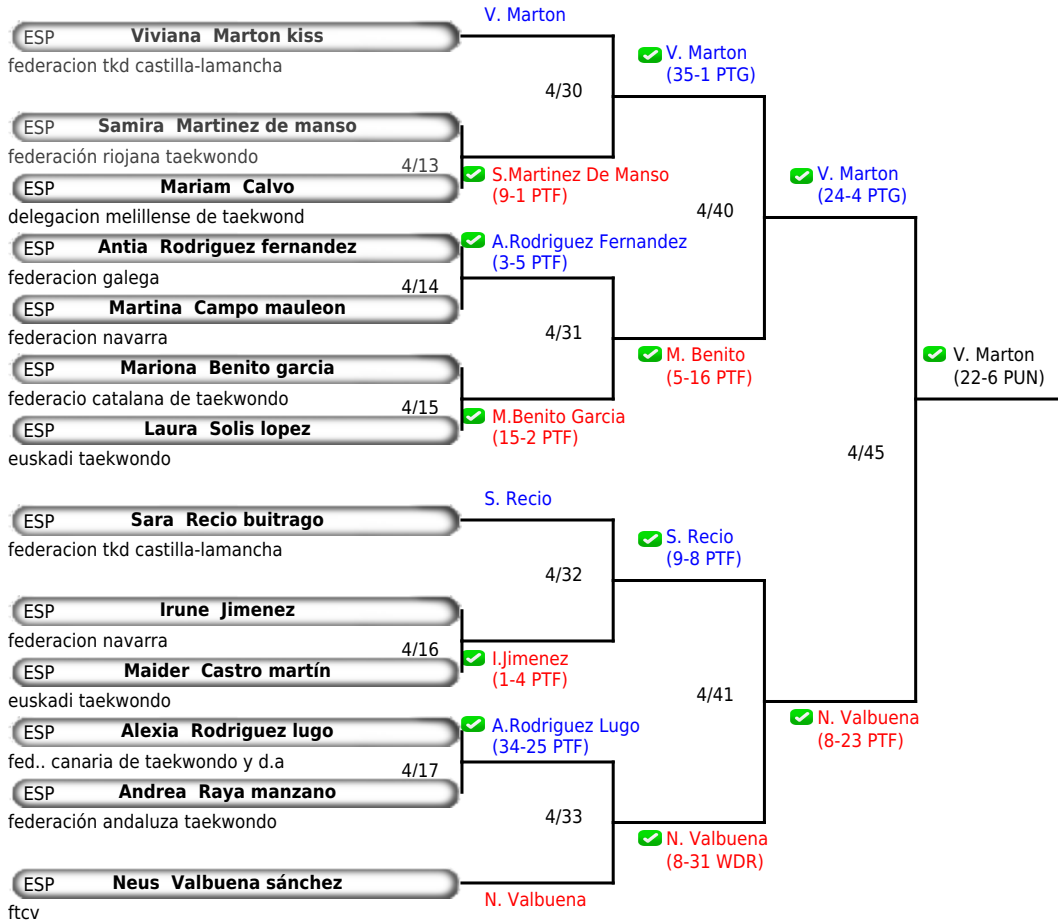 V. Marton
ESP Viviana Marton kiss
federacion tkd castilla-lamancha
V. Marton
(35-1 PTG)
4/30
ESP Samira Martinez de manso
federación riojana taekwondo
4/13
S.Martinez De Manso
(9-1 PTF)
ESP Mariam Calvo
delegacion melillense de taekwond
V. Marton
(24-4 PTG)
4/40
ESP Antia Rodriguez fernandez
federacion galega
A.Rodriguez Fernandez
(3-5 PTF)
4/14
ESP Martina Campo mauleon
federacion navarra
4/31
M. Benito
(5-16 PTF)
V. Marton
(22-6 PUN)
ESP Mariona Benito garcia
federacio catalana de taekwondo
4/15
M.Benito Garcia
(15-2 PTF)
ESP Laura Solis lopez
euskadi taekwondo
4/45
S. Recio
ESP Sara Recio buitrago
federacion tkd castilla-lamancha
S. Recio
(9-8 PTF)
4/32
ESP Irune Jimenez
federacion navarra
4/16
I.Jimenez
(1-4 PTF)
ESP Maider Castro martín
euskadi taekwondo
4/41
N. Valbuena
(8-23 PTF)
ESP Alexia Rodriguez lugo
fed.. canaria de taekwondo y d.a
A.Rodriguez Lugo
(34-25 PTF)
4/17
ESP Andrea Raya manzano
federación andaluza taekwondo
4/33
N. Valbuena
(8-31 WDR)
ESP Neus Valbuena sánchez
ftcv
N. Valbuena